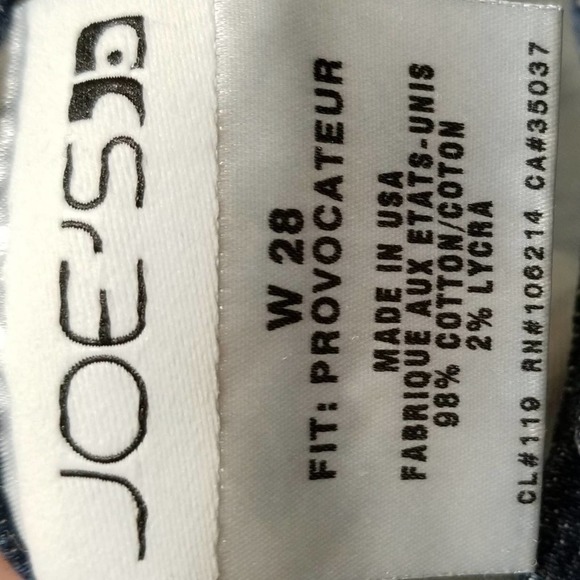 JOE'S
W 28
FIT: PROVOCATEUR
MADE IN USA
FABRIQUE AUX ETATS-UNIS
98% COTTON/COTON
2% LYCRA
CL#119 RN#106214 CA#35037